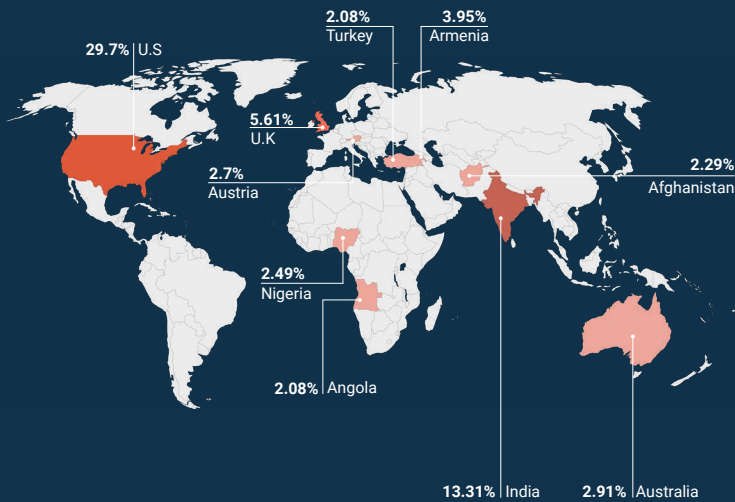 2.08%
Turkey
3.95%
Armenia
29.7% U.S
5.61%
U.K
2.7%
Austria
2.29%
Afghanistan
2.49%
Nigeria
2.08% Angola
13.31% India
2.91% Australia